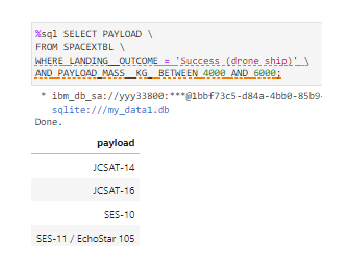 %sql SELECT PAYLOAD \
FROM SPACEXTBL \
WHERE LANDING__OUTCOME = 'Success (drone ship)' \
AND PAYLOAD_MASS__KG_ BETWEEN 4000 AND 6000;
* ibm_db_sa://yyy33800:***@1bbf73c5-d84a-4bb0-85b9-
sqlite:///my_data1.db
Done.
payload
JCSAT-14
JCSAT-16
SES-10
SES-11 / EchoStar 105